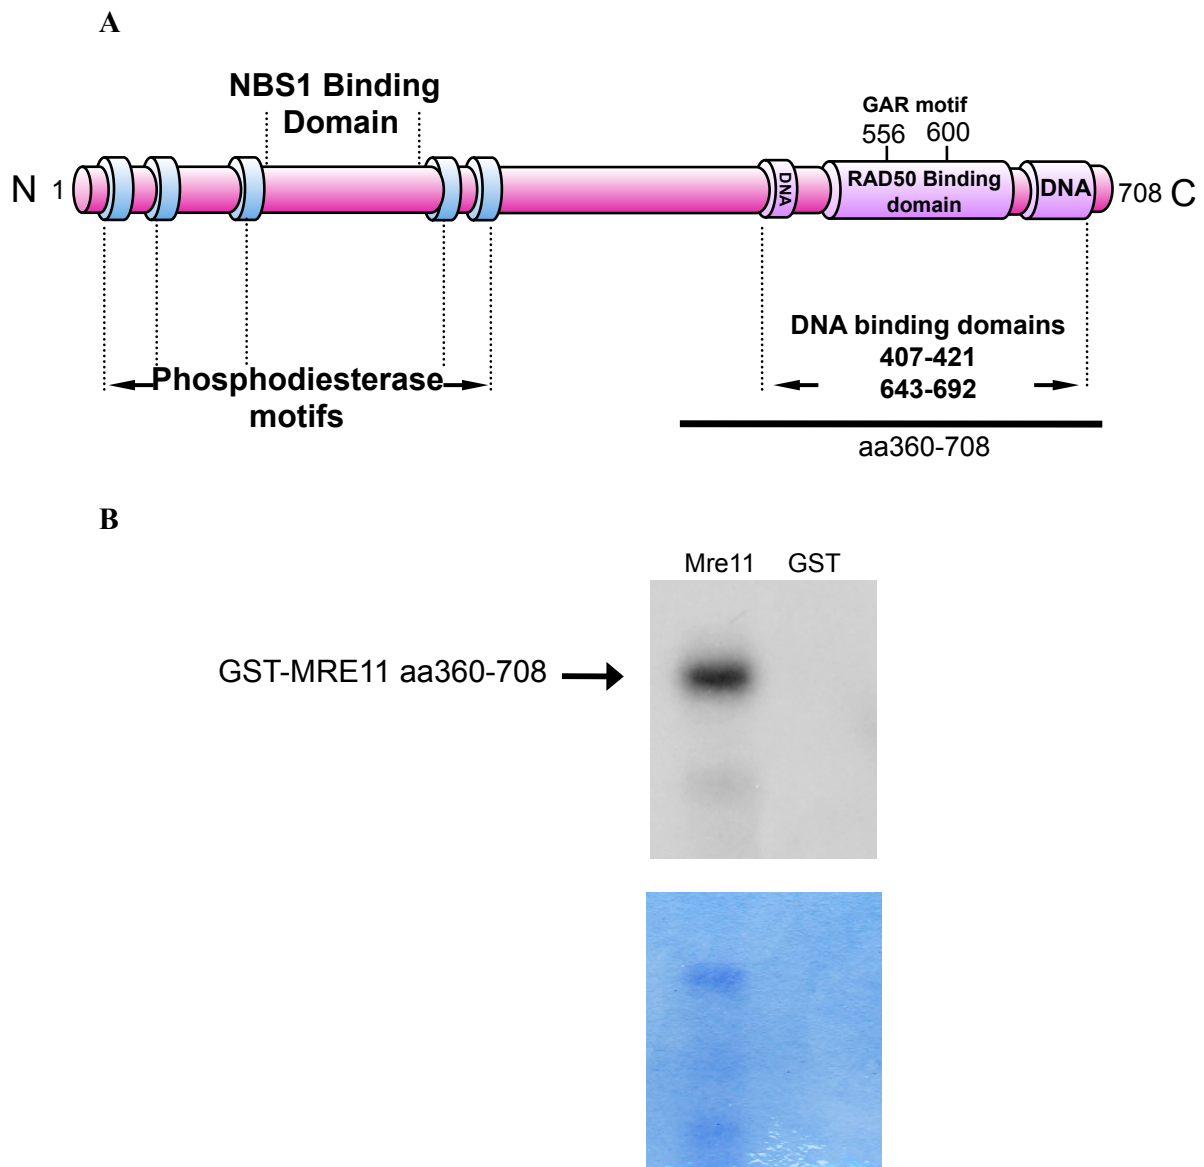 A
NBS1 Binding
Domain
GAR motif
556 600
N 1
DNA
RAD50 Binding
domain
DNA
708 C
DNA binding domains
407-421
643-692
Phosphodiesterase
motifs
aa360-708
B
Mre11 GST
GST-MRE11 aa360-708